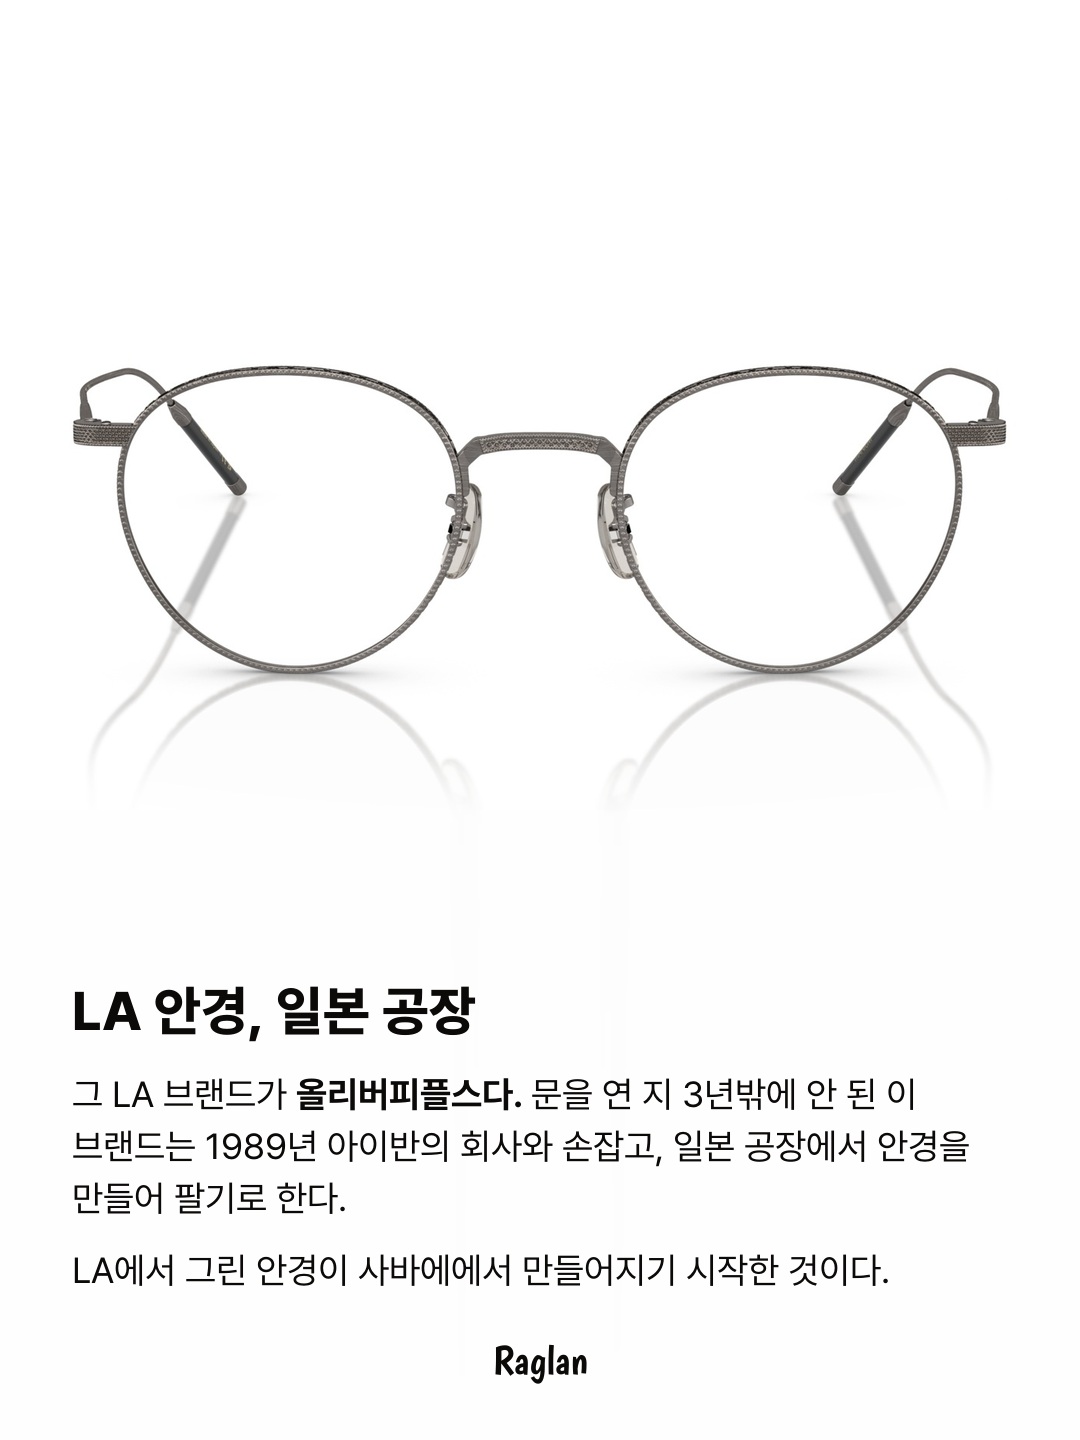 LA 안경, 일본 공장
그 LA 브랜드가 올리버피플스다. 문을 연 지 3년밖에 안 된 이
브랜드는 1989년 아이반의 회사와 손잡고, 일본 공장에서 안경을
만들어 팔기로 한다.
LA에서 그린 안경이 사바에에서 만들어지기 시작한 것이다.
Raglan